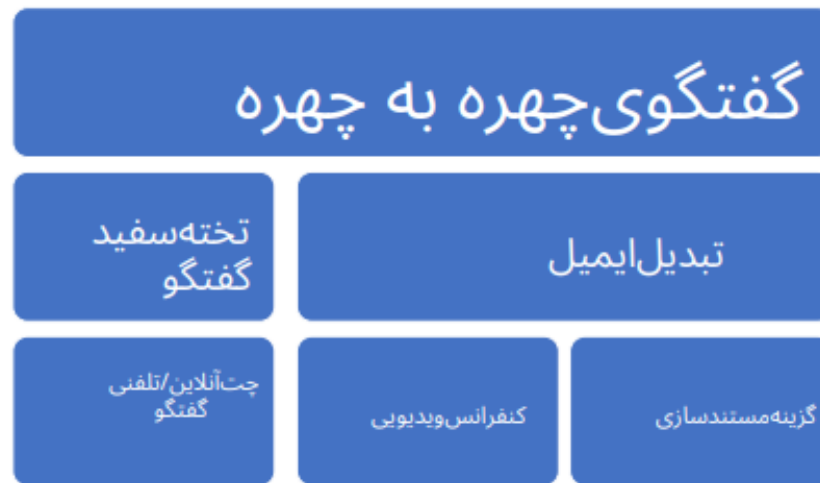 گفتگوی‌چهره به چهره
تبدیل‌ایمیل
تخته‌سفید
گفتگو
گزینه‌مستندسازی
کنفرانس‌ویدیویی
چت‌آنلاین/تلفنی
گفتگو